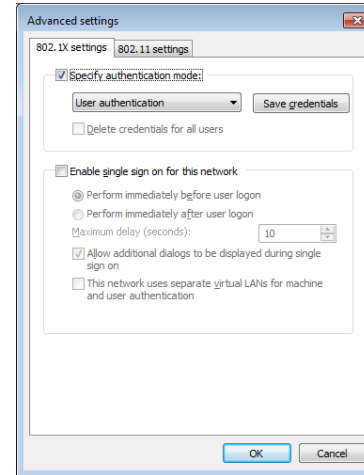 Advanced settings
802.1X settings
802.11 settings
Specify authentication mode:
User authentication
Save credentials
Delete credentials for all users
Enable single sign on for this network
Perform immediately before user logon
Perform immediately after user logon
Maximum delay (seconds):
10
Allow additional dialogs to be displayed during single
sign on
This network uses separate virtual LANs for machine
and user authentication
OK
Cancel